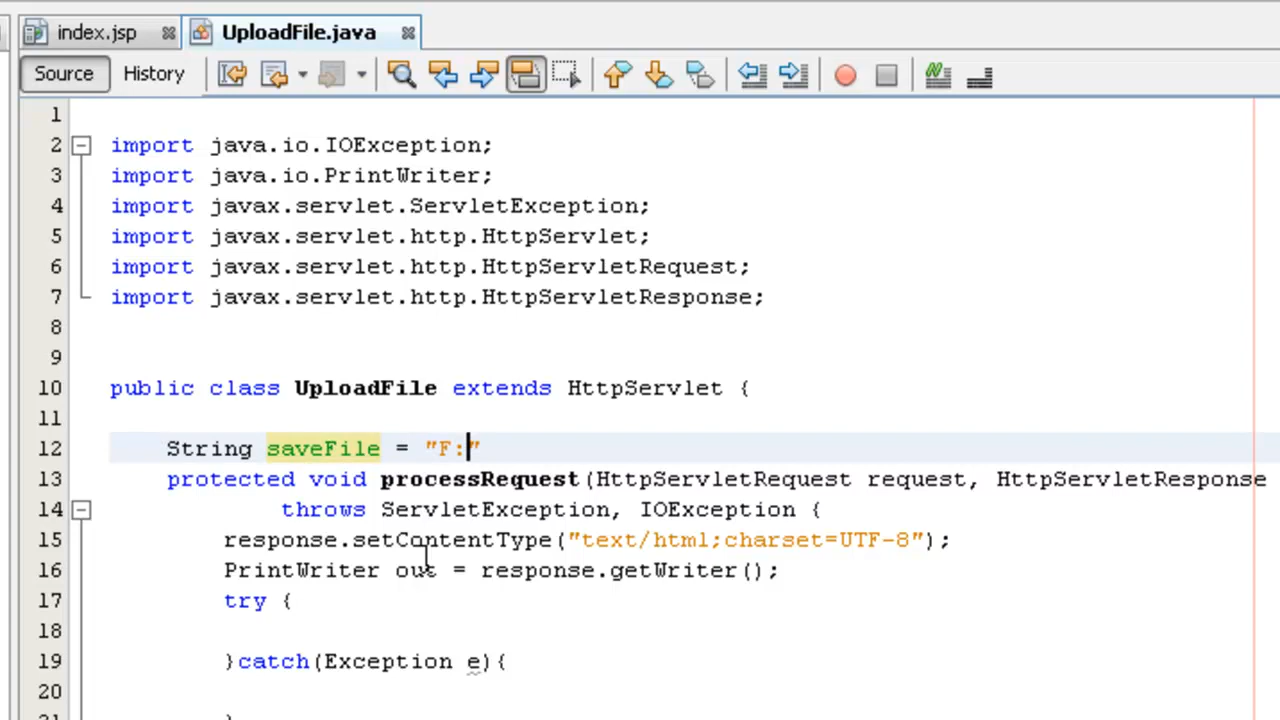 index.jsp UploadFile.java
Source History
1
2 import java.io.IOException;
3 import java.io.PrintWriter;
4 import javax.servlet.ServletException;
5 import javax.servlet.http.HttpServlet;
6 import javax.servlet.http.HttpServletRequest;
7 import javax.servlet.http.HttpServletResponse;
8
9
10 public class UploadFile extends HttpServlet {
11
12 String saveFile = "F:"
13 protected void processRequest(HttpServletRequest request, HttpServletResponse
14 throws ServletException, IOException {
15 response.setContentType("text/html;charset=UTF-8");
16 PrintWriter out = response.getWriter();
17 try {
18
19 }catch(Exception e){
20